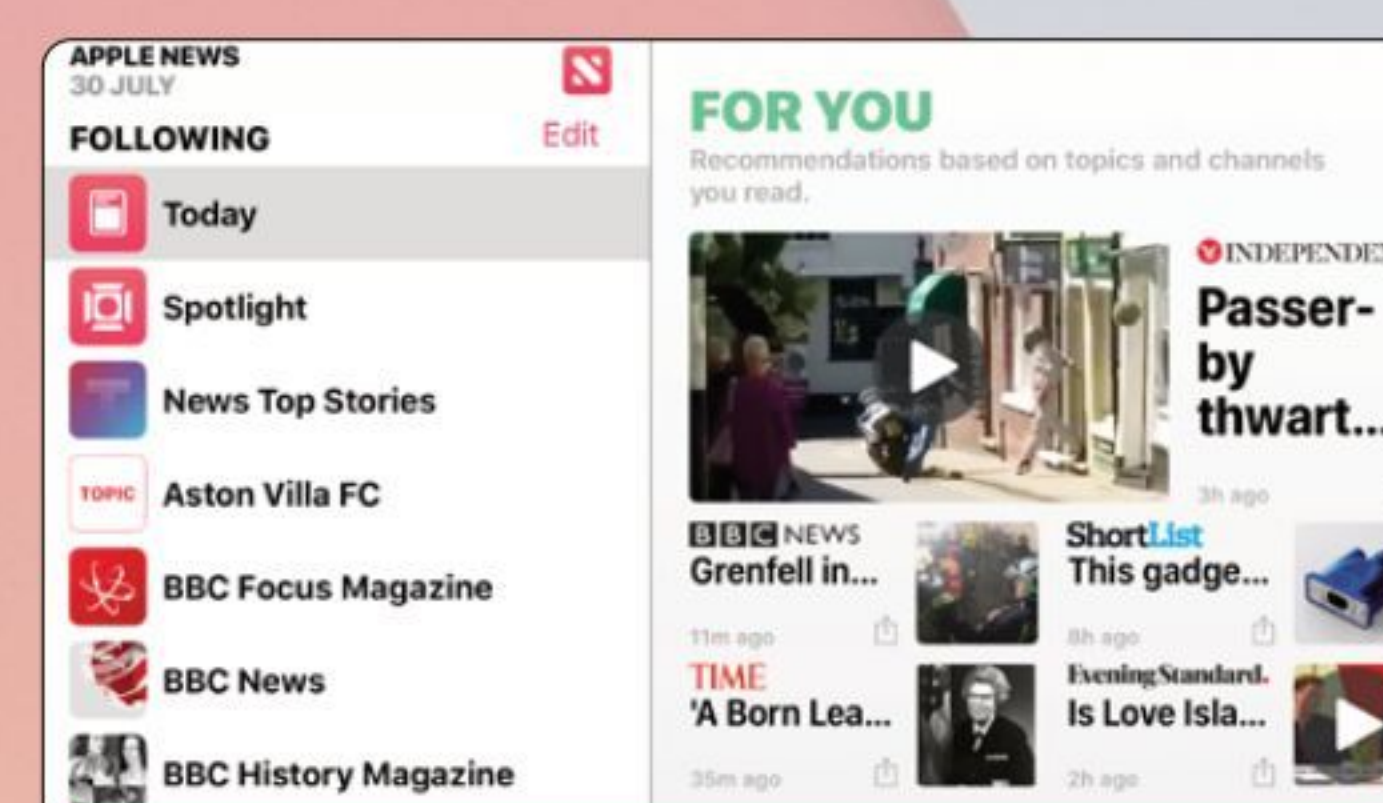 APPLE NEWS
30 JULY
FOLLOWING
Edit
Today
Spotlight
News Top Stories
TOPIC
Aston Villa FC
BBC Focus Magazine
BBC News
BBC History Magazine
FOR YOU
Recommendations based on topics and channels
you read.
INDEPENDEN
Passer-
by
thwart...
3h ago
BBC NEWS
Grenfell in...
11m ago
ShortList
This gadge...
8h ago
TIME
'A Born Lea...
35m ago
Evening Standard.
Is Love Isla...
2h ago